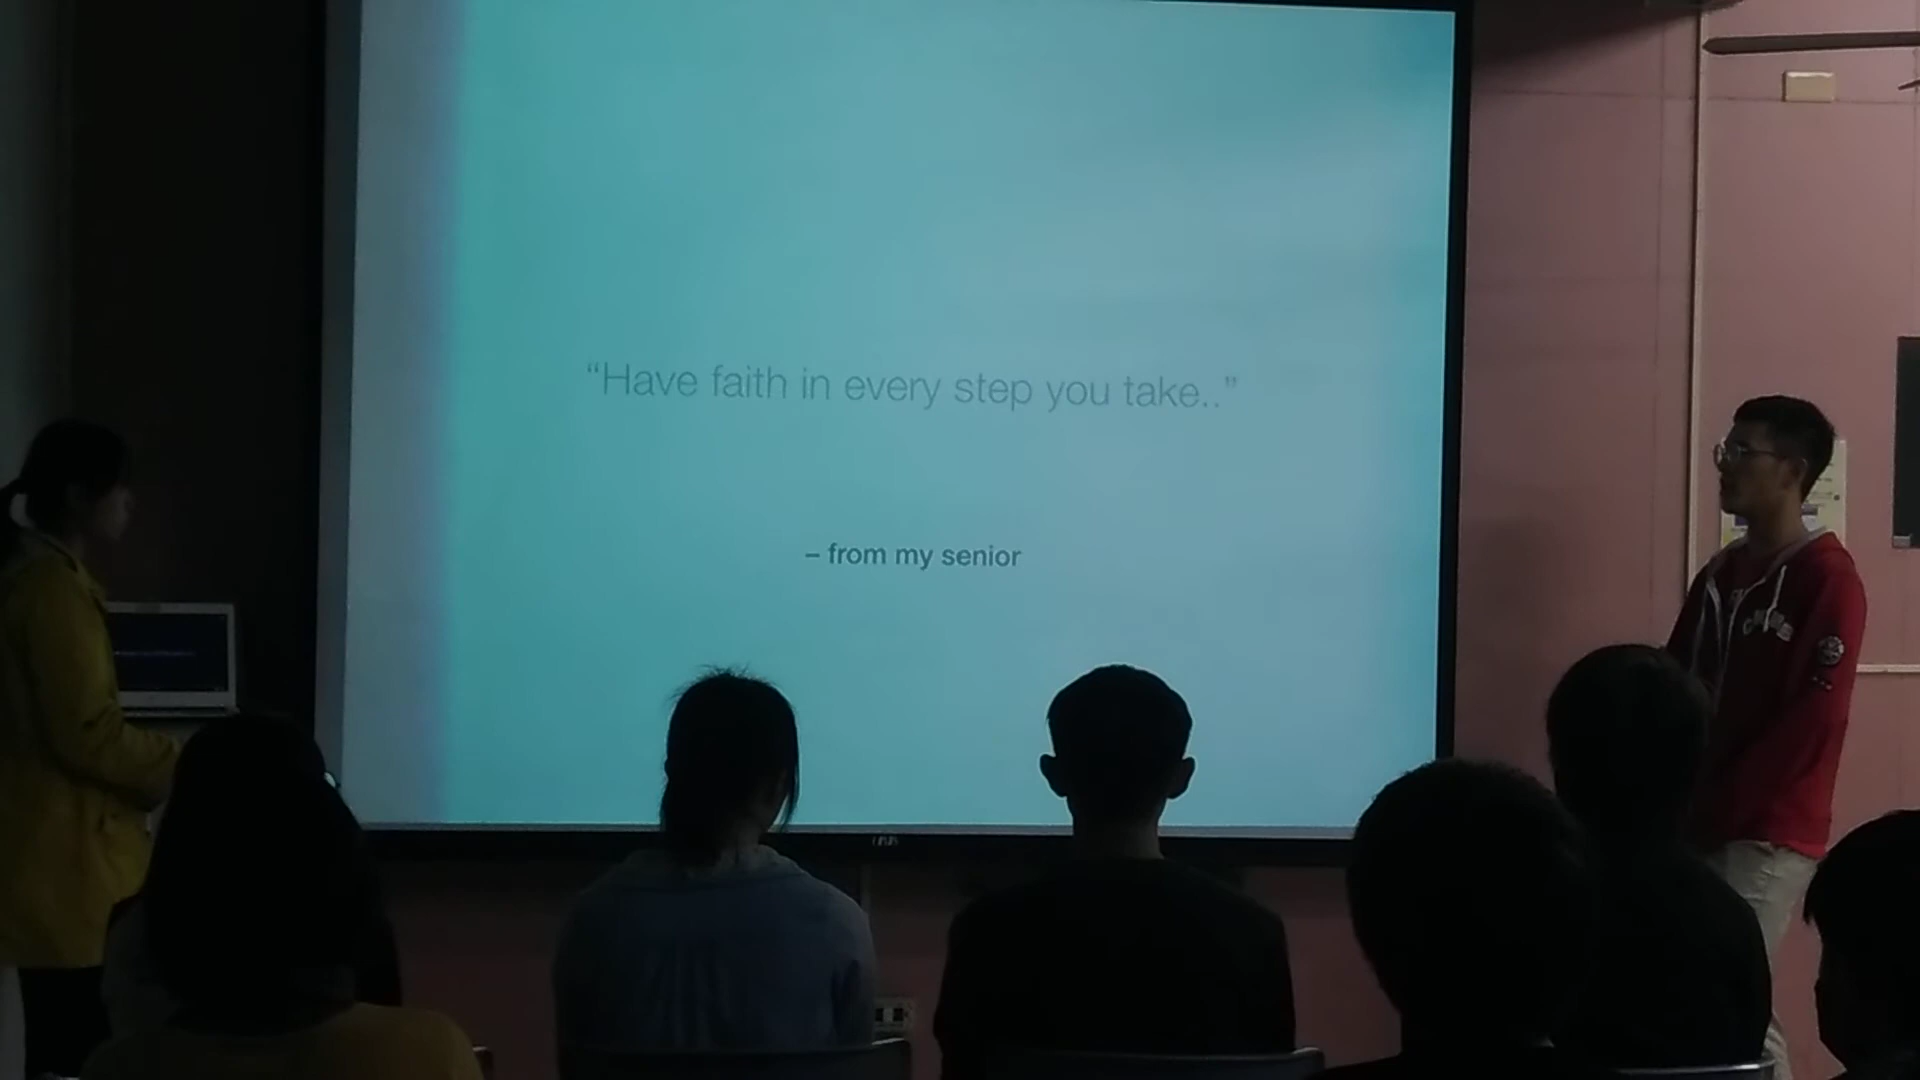 “Have faith in every step you take..”
– from my senior